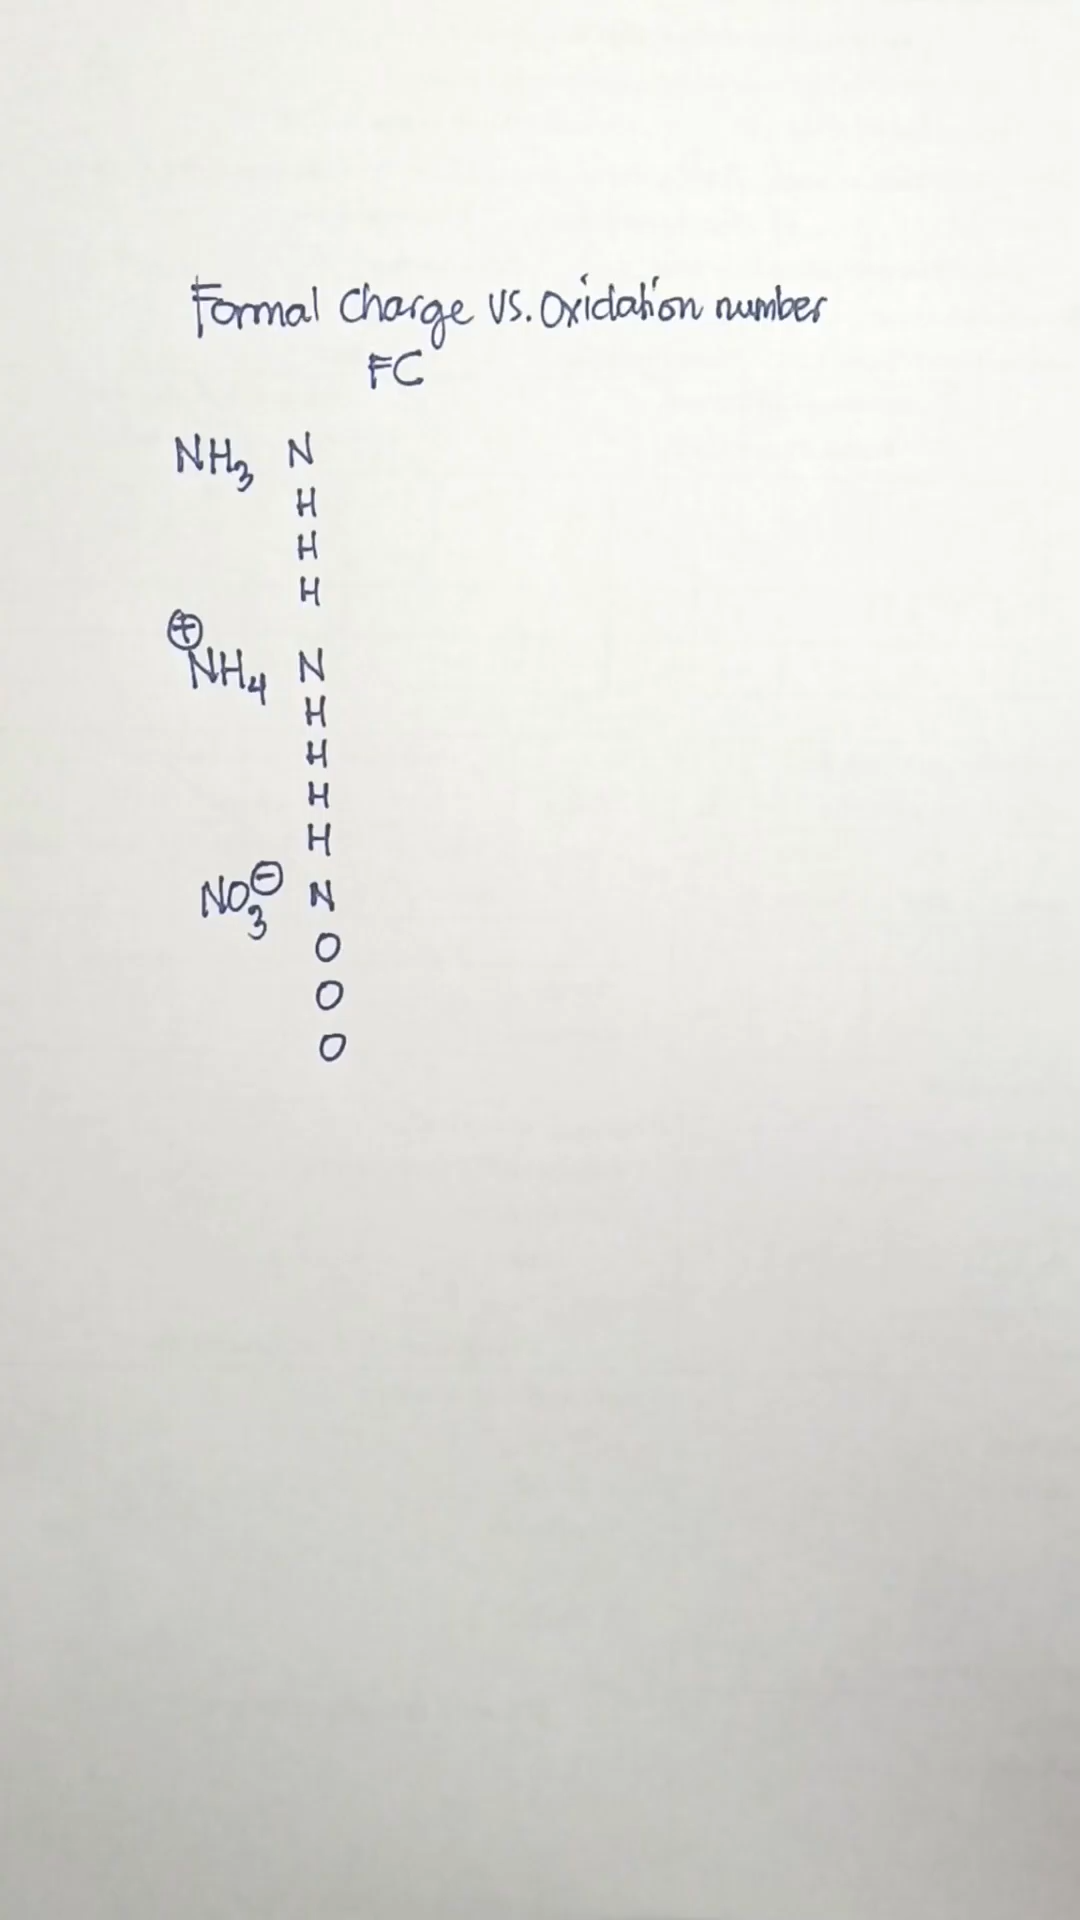 Formal Charge VS. Oxidation number
FC
NH₃ N
H
H
H
⊕
NH₄ N
H
H
H
H
NO₃⊖ N
O
O
O